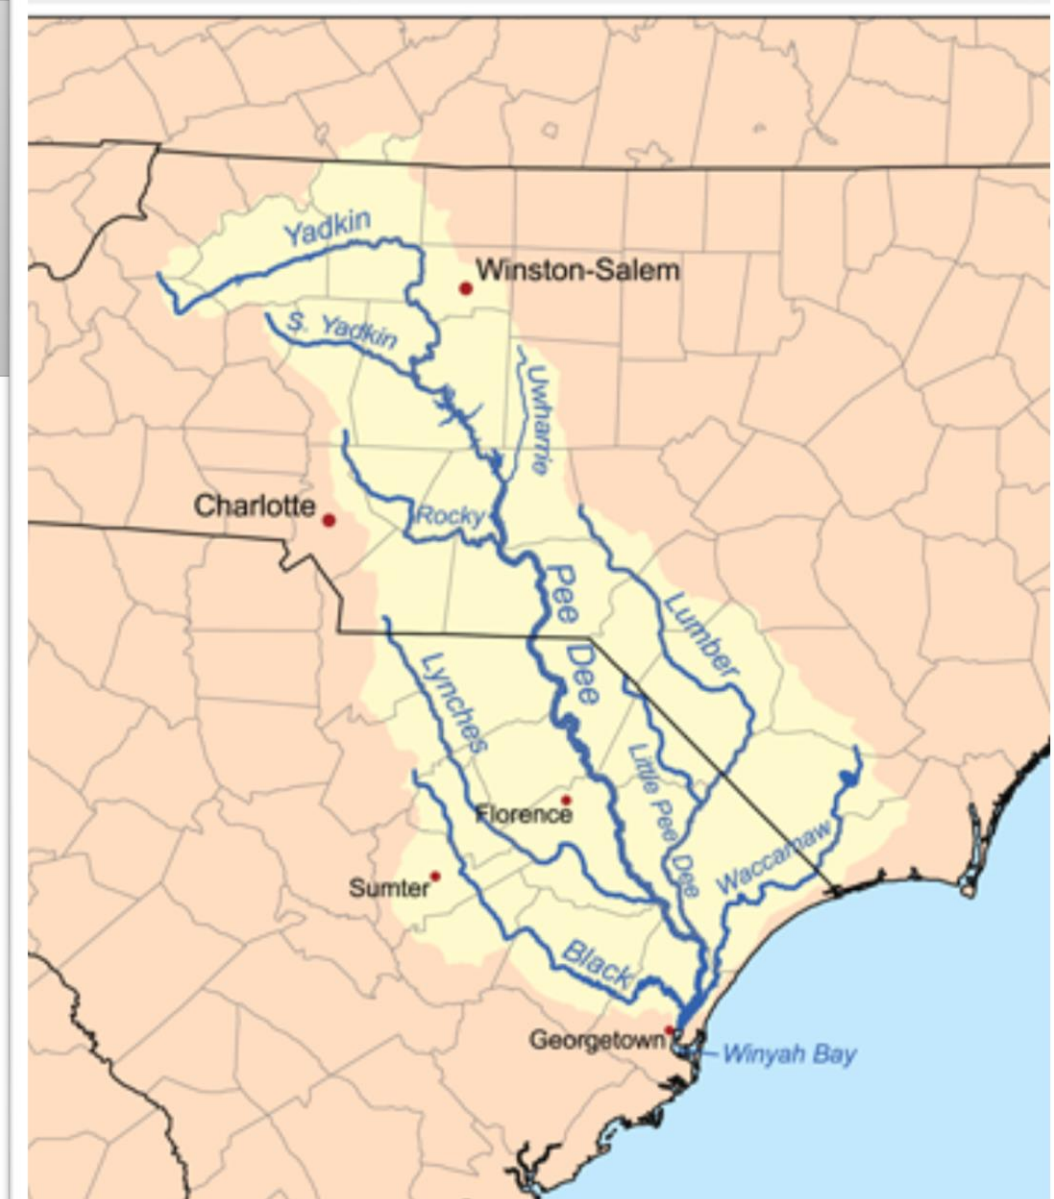 Yadkin
Winston-Salem
S. Yadkin
Uwharrie
Charlotte
Rocky
Pee Dee
Lumber
Lynches
Little Pee Dee
Florence
Waccamaw
Sumter
Black
Georgetown
Winyah Bay